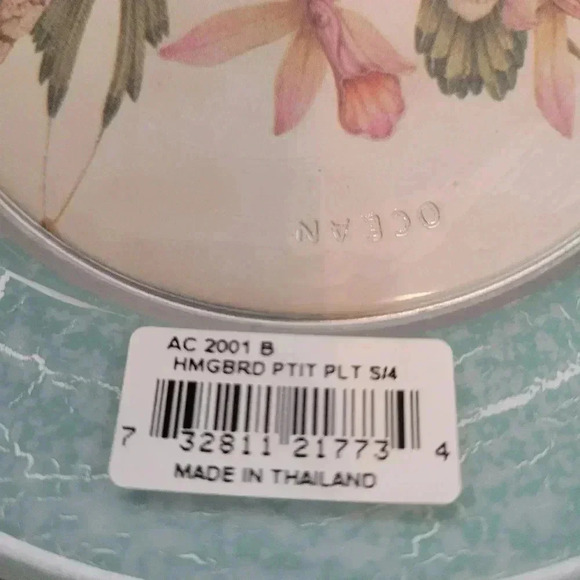 OCEAN
AC 2001 B
HMGBRD PTIT PLT S/4
7 32811 21773 4
MADE IN THAILAND